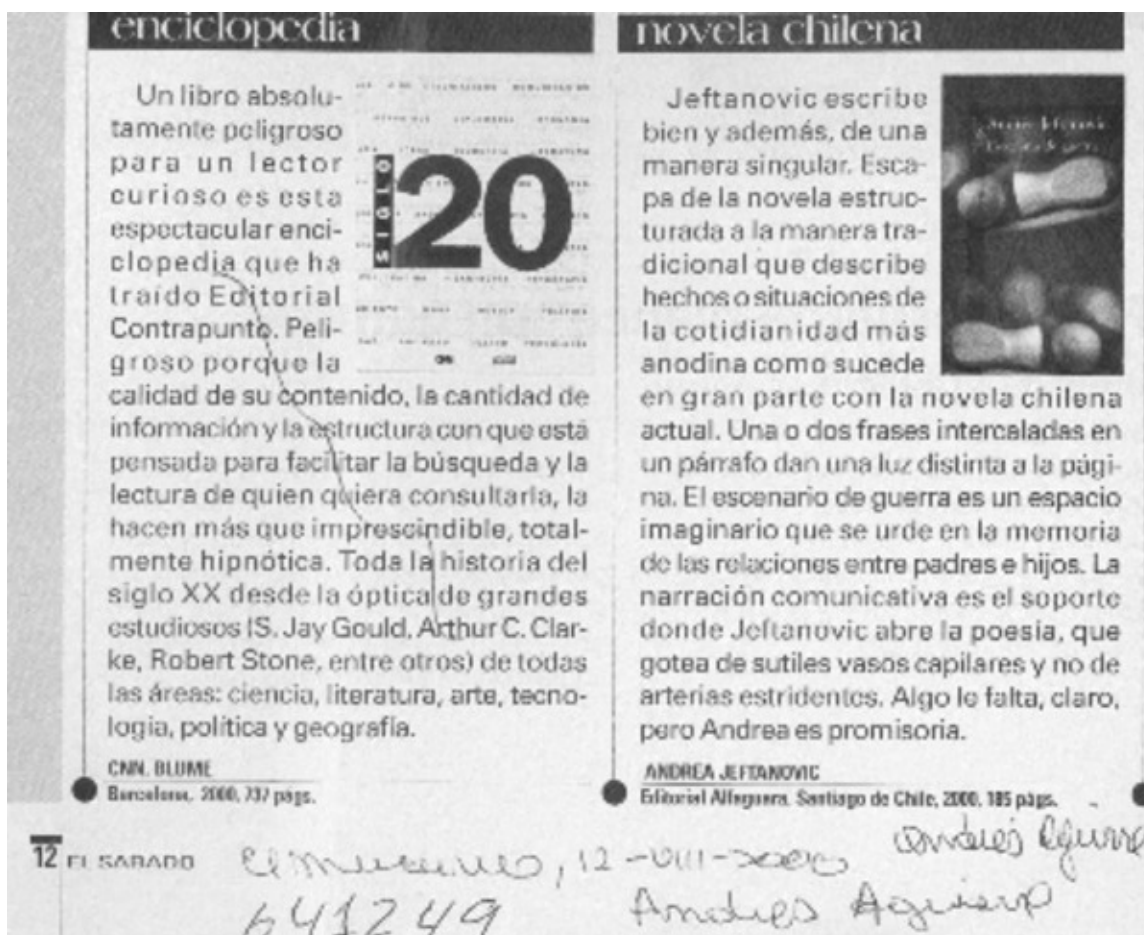 enciclopedia
Un libro absolu-
tamente peligroso
para un lector
curioso es esta
espectacular enci-
clopedia que ha
traído Editorial
Contrapunto. Peli-
groso porque la
calidad de su contenido, la cantidad de
información y la estructura con que está
pensada para facilitar la búsqueda y la
lectura de quien quiera consultarla, la
hacen más que imprescindible, total-
mente hipnótica. Toda la historia del
siglo XX desde la óptica de grandes
estudiosos (S. Jay Gould, Arthur C. Clar-
ke, Robert Stone, entre otros) de todas
las áreas: ciencia, literatura, arte, tecno-
logía, política y geografía.
CNN. BLUME
Barcelona, 2000, 737 págs.
SIGLO
20
novela chilena
Jeftanovic escribe
bien y además, de una
manera singular. Esca-
pa de la novela estruc-
turada a la manera tra-
dicional que describe
hechos o situaciones de
la cotidianidad más
anodina como sucede
en gran parte con la novela chilena
actual. Una o dos frases intercaladas en
un párrafo dan una luz distinta a la pági-
na. El escenario de guerra es un espacio
imaginario que se urde en la memoria
de las relaciones entre padres e hijos. La
narración comunicativa es el soporte
donde Jeftanovic abre la poesía, que
gotea de sutiles vasos capilares y no de
arterias estridentes. Algo le falta, claro,
pero Andrea es promisoria.
ANDREA JEFTANOVIC
Editorial Alfaguara, Santiago de Chile, 2000, 185 págs.
12 EL SABADO
El Mercurio, 12-VIII-2000
641249
Andrés Aguirre
Andrés Aguirre